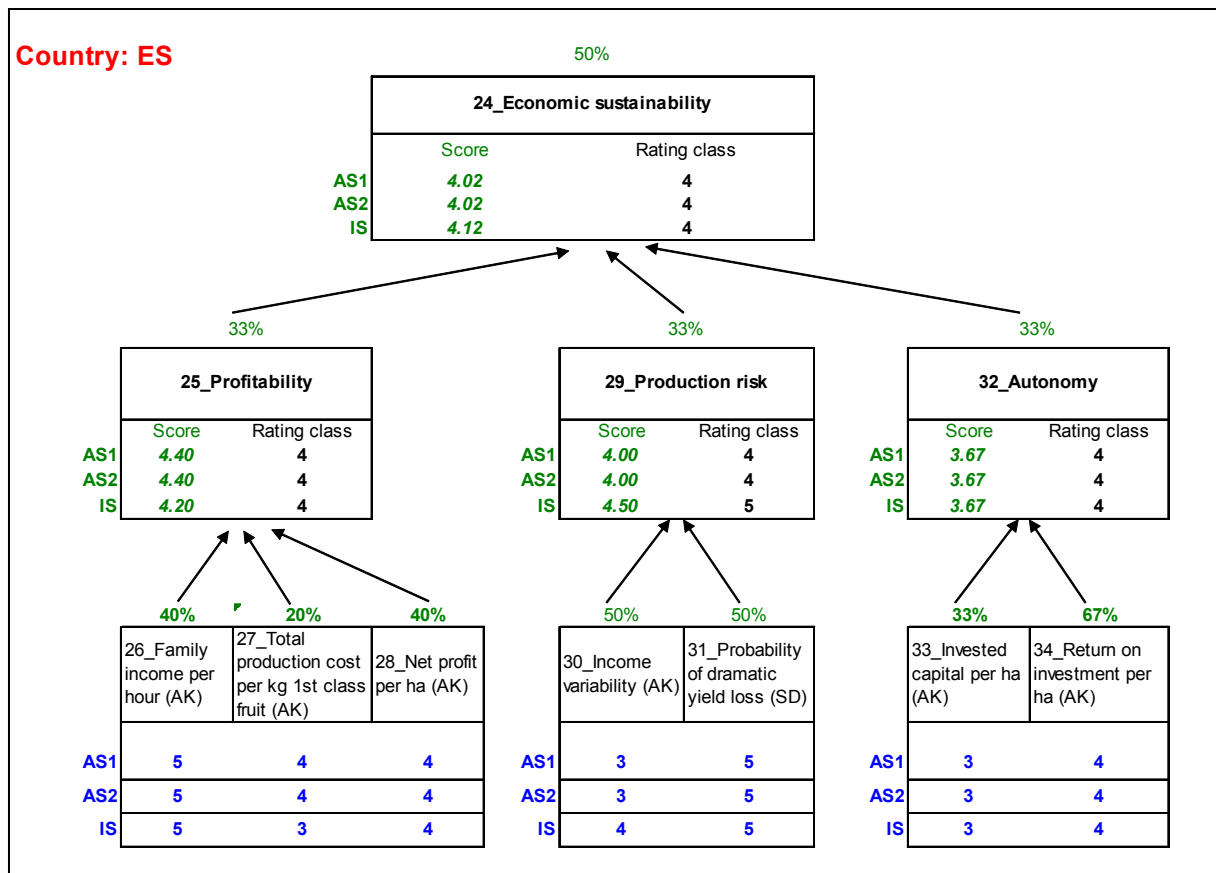 Country: ES
50%
24_Economic sustainability
Score Rating class
AS1 4.02 4
AS2 4.02 4
IS 4.12 4
33% 33% 33%
25_Profitability
Score Rating class
AS1 4.40 4
AS2 4.40 4
IS 4.20 4
29_Production risk
Score Rating class
AS1 4.00 4
AS2 4.00 4
IS 4.50 5
32_Autonomy
Score Rating class
AS1 3.67 4
AS2 3.67 4
IS 3.67 4
40% 20% 40%
26_Family
income per
hour (AK)
27_Total
production cost
per kg 1st class
fruit (AK)
28_Net profit
per ha (AK)
AS1 5 4 4
AS2 5 4 4
IS 5 3 4
50% 50%
30_Income
variability (AK)
31_Probability
of dramatic
yield loss (SD)
AS1 3 5
AS2 3 5
IS 4 5
33% 67%
33_Invested
capital per ha
(AK)
34_Return on
investment per
ha (AK)
AS1 3 4
AS2 3 4
IS 3 4